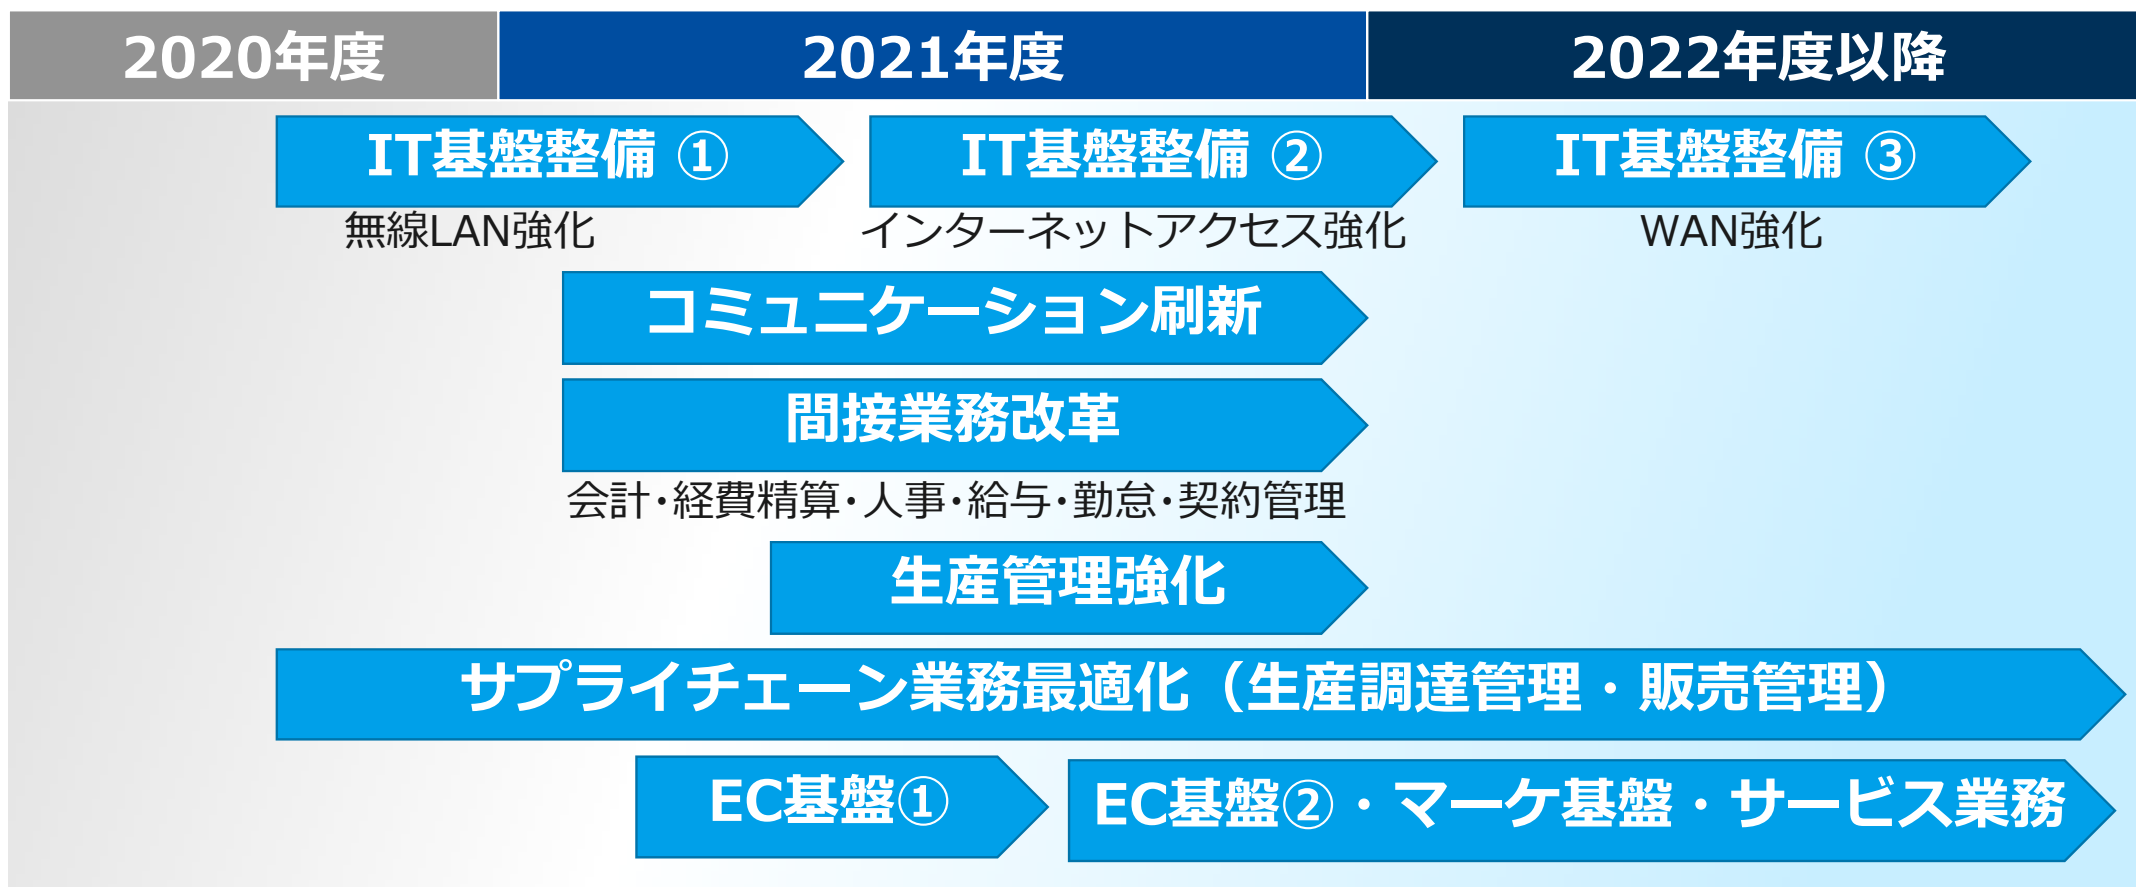 2020年度
2021年度
2022年度以降
IT基盤整備 ①
IT基盤整備 ②
IT基盤整備 ③
無線LAN強化
インターネットアクセス強化
WAN強化
コミュニケーション刷新
間接業務改革
会計・経費精算・人事・給与・勤怠・契約管理
生産管理強化
サプライチェーン業務最適化（生産調達管理・販売管理）
EC基盤①
EC基盤②・マーケ基盤・サービス業務